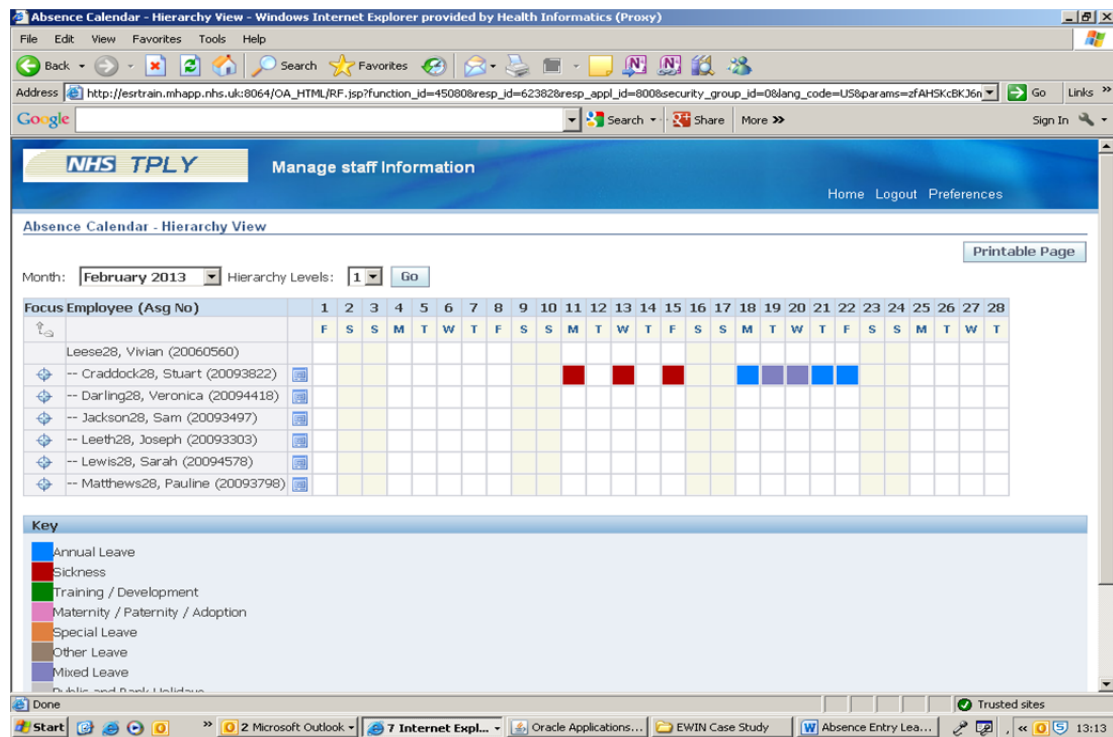 Absence Calendar - Hierarchy View - Windows Internet Explorer provided by Health Informatics (Proxy)
File Edit View Favorites Tools Help
Back Search Favorites
Address http://esrtrain.mhapp.nhs.uk:8064/OA_HTML/RF.jsp?function_id=45080&resp_id=62382&resp_appl_id=800&security_group_id=0&lang_code=US&params=zfAHSKcBKJ6n Go Links »
Google Search Share More » Sign In
NHS TPLY Manage staff Information
Home Logout Preferences
Absence Calendar - Hierarchy View
Printable Page
Month: February 2013 Hierarchy Levels: 1 Go
Focus Employee (Asg No) 1 2 3 4 5 6 7 8 9 10 11 12 13 14 15 16 17 18 19 20 21 22 23 24 25 26 27 28
F S S M T W T F S S M T W T F S S M T W T F S S M T W T
Leese28, Vivian (20060560)
-- Craddock28, Stuart (20093822)
-- Darling28, Veronica (20094418)
-- Jackson28, Sam (20093497)
-- Leeth28, Joseph (20093303)
-- Lewis28, Sarah (20094578)
-- Matthews28, Pauline (20093798)
Key
Annual Leave
Sickness
Training / Development
Maternity / Paternity / Adoption
Special Leave
Other Leave
Mixed Leave
Public and Bank Holidays
Done Trusted sites
Start » 2 Microsoft Outlook 7 Internet Expl... Oracle Applications... EWIN Case Study Absence Entry Lea... « 13:13